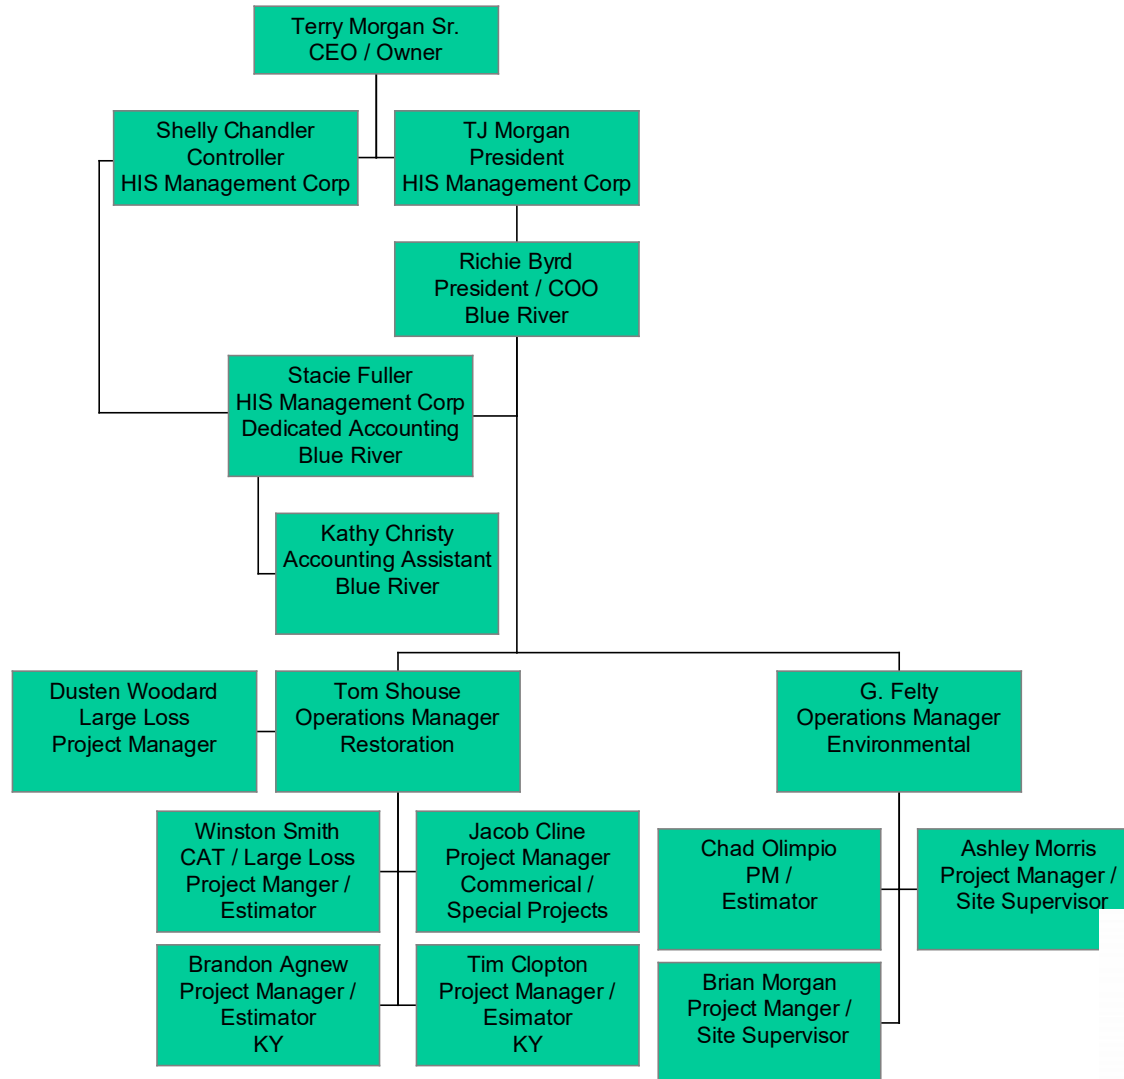 Terry Morgan Sr.
CEO / Owner
Shelly Chandler
Controller
HIS Management Corp
TJ Morgan
President
HIS Management Corp
Richie Byrd
President / COO
Blue River
Stacie Fuller
HIS Management Corp
Dedicated Accounting
Blue River
Kathy Christy
Accounting Assistant
Blue River
Dusten Woodard
Large Loss
Project Manager
Tom Shouse
Operations Manager
Restoration
G. Felty
Operations Manager
Environmental
Winston Smith
CAT / Large Loss
Project Manger /
Estimator
Jacob Cline
Project Manager
Commerical /
Special Projects
Chad Olimpio
PM /
Estimator
Ashley Morris
Project Manager /
Site Supervisor
Brandon Agnew
Project Manager /
Estimator
KY
Tim Clopton
Project Manager /
Esimator
KY
Brian Morgan
Project Manger /
Site Supervisor